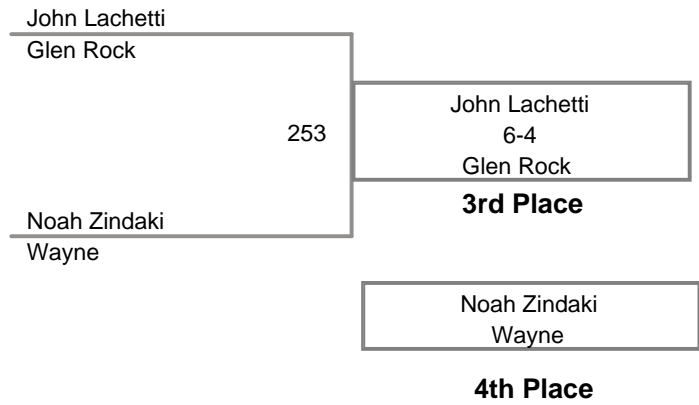 John Lachetti
Glen Rock
253
John Lachetti
6-4
Glen Rock
3rd Place
Noah Zindaki
Wayne
Noah Zindaki
Wayne
4th Place